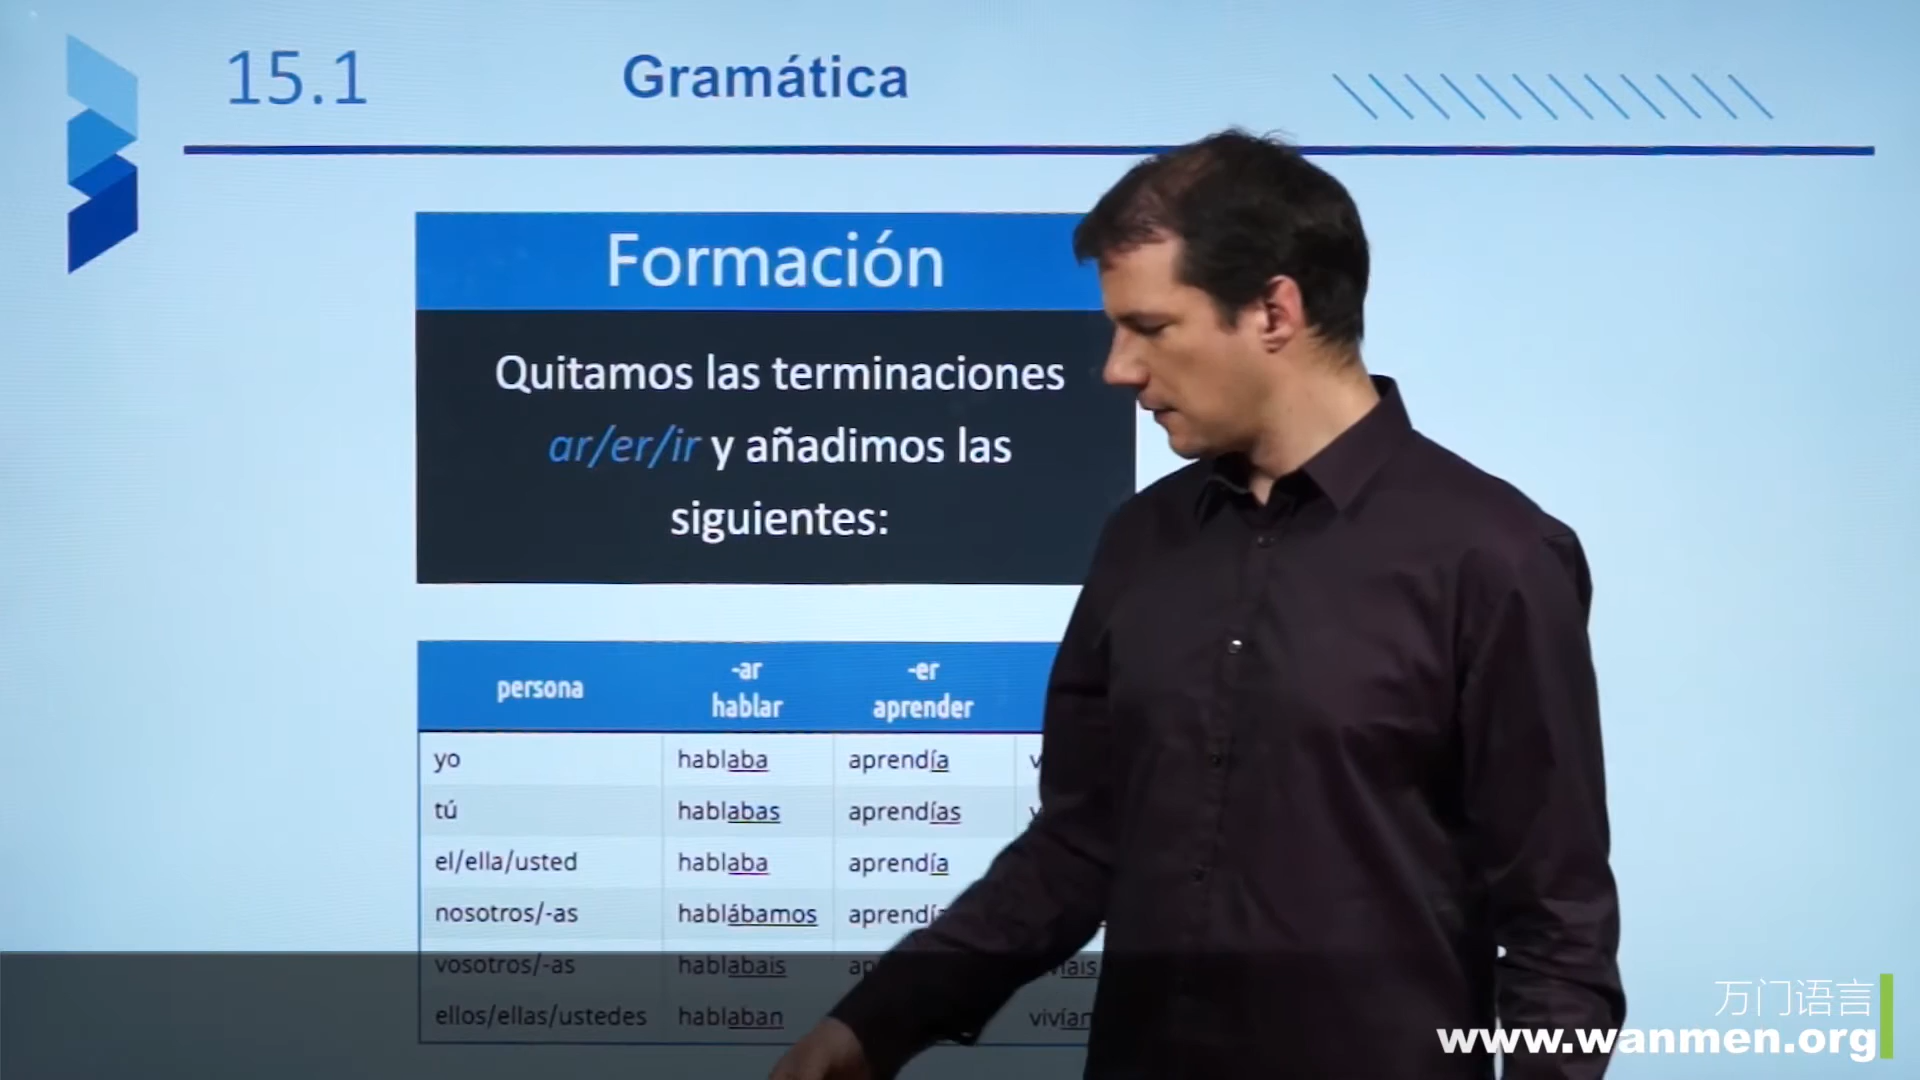 15.1 Gramática
Formación
Quitamos las terminaciones
ar/er/ir y añadimos las
siguientes:
persona -ar hablar -er aprender
yo hablaba aprendía
tú hablabas aprendías
el/ella/usted hablaba aprendía
nosotros/-as hablábamos
vosotros/-as hablabais
ellos/ellas/ustedes hablaban
万门语言
www.wanmen.org